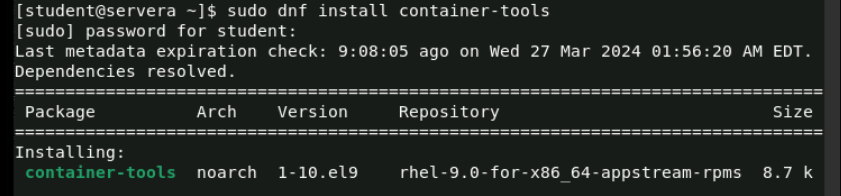 [student@servera ~]$ sudo dnf install container-tools
[sudo] password for student:
Last metadata expiration check: 9:08:05 ago on Wed 27 Mar 2024 01:56:20 AM EDT.
Dependencies resolved.
================================================================================
 Package          Arch    Version     Repository                           Size
================================================================================
Installing:
 container-tools  noarch  1-10.el9    rhel-9.0-for-x86_64-appstream-rpms  8.7 k